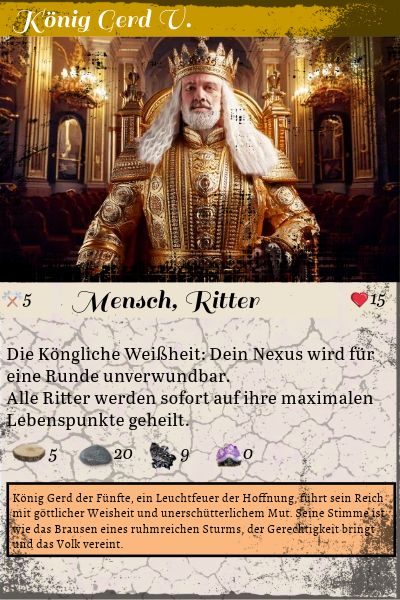 König Gerd V.
5 Mensch, Ritter 15
Die Köngliche Weißheit: Dein Nexus wird für
eine Runde unverwundbar.
Alle Ritter werden sofort auf ihre maximalen
Lebenspunkte geheilt.
5 20 9 0
König Gerd der Fünfte, ein Leuchtfeuer der Hoffnung, führt sein Reich
mit göttlicher Weisheit und unerschütterlichem Mut. Seine Stimme ist
wie das Brausen eines ruhmreichen Sturms, der Gerechtigkeit bringt
und das Volk vereint.